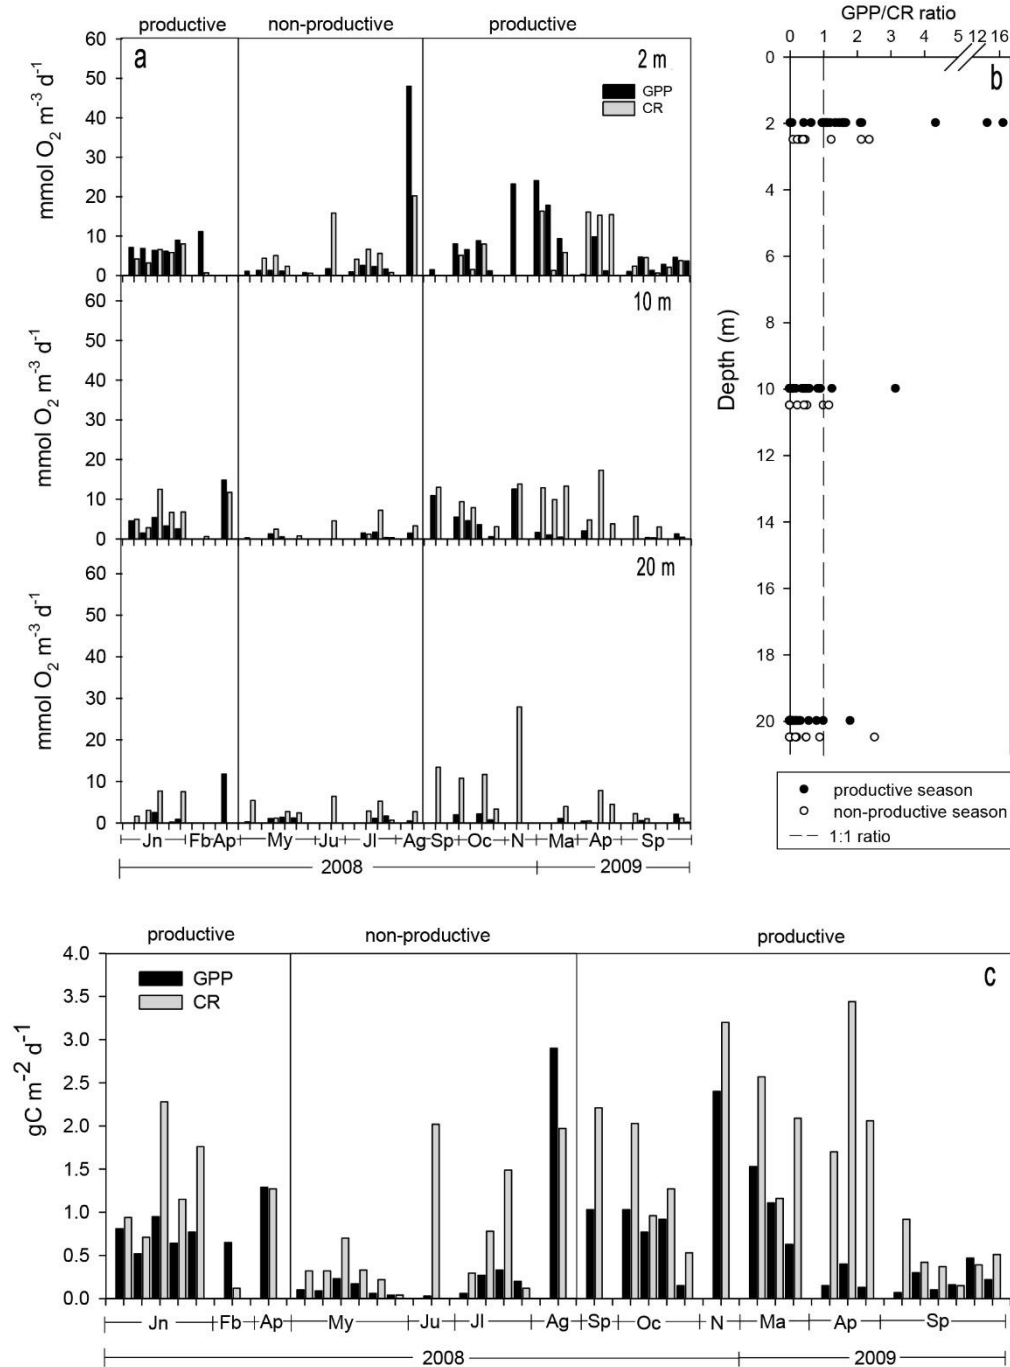 productive non-productive productive
a
2 m
GPP
CR
60
50
40
30
20
10
0
mmol O2 m-3 d-1
10 m
60
50
40
30
20
10
0
mmol O2 m-3 d-1
20 m
60
50
40
30
20
10
0
mmol O2 m-3 d-1
Jn Fb Ap My Ju Jl Ag Sp Oc N Ma Ap Sp
2008 2009
GPP/CR ratio
0 1 2 3 4 5 12 16
b
0
2
4
6
8
10
12
14
16
18
20
Depth (m)
productive season
non-productive season
1:1 ratio
productive non-productive productive
c
GPP
CR
4.0
3.5
3.0
2.5
2.0
1.5
1.0
0.5
0.0
gC m-2 d-1
Jn Fb Ap My Ju Jl Ag Sp Oc N Ma Ap Sp
2008 2009